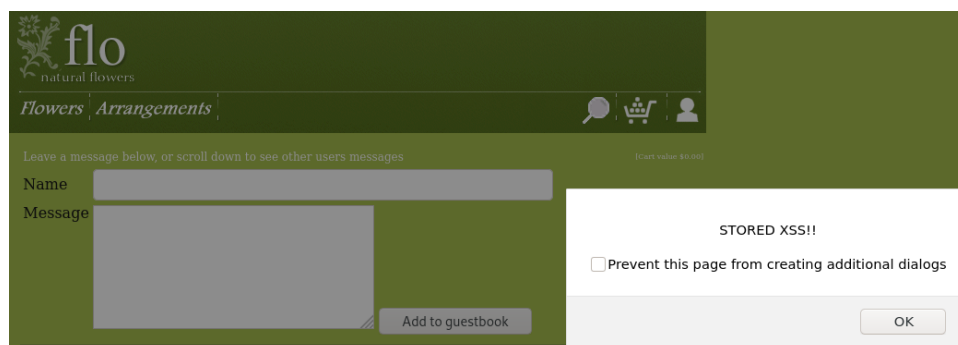 flo
natural flowers
Flowers Arrangements
Leave a message below, or scroll down to see other users messages
[Cart value $0.00]
Name
Message
Add to guestbook
STORED XSS!!
Prevent this page from creating additional dialogs
OK